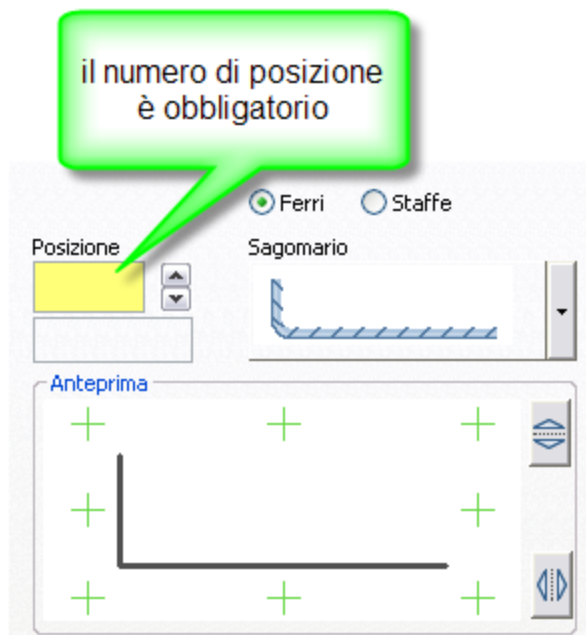 il numero di posizione
è obbligatorio
Ferri Staffe
Posizione Sagomario
Anteprima